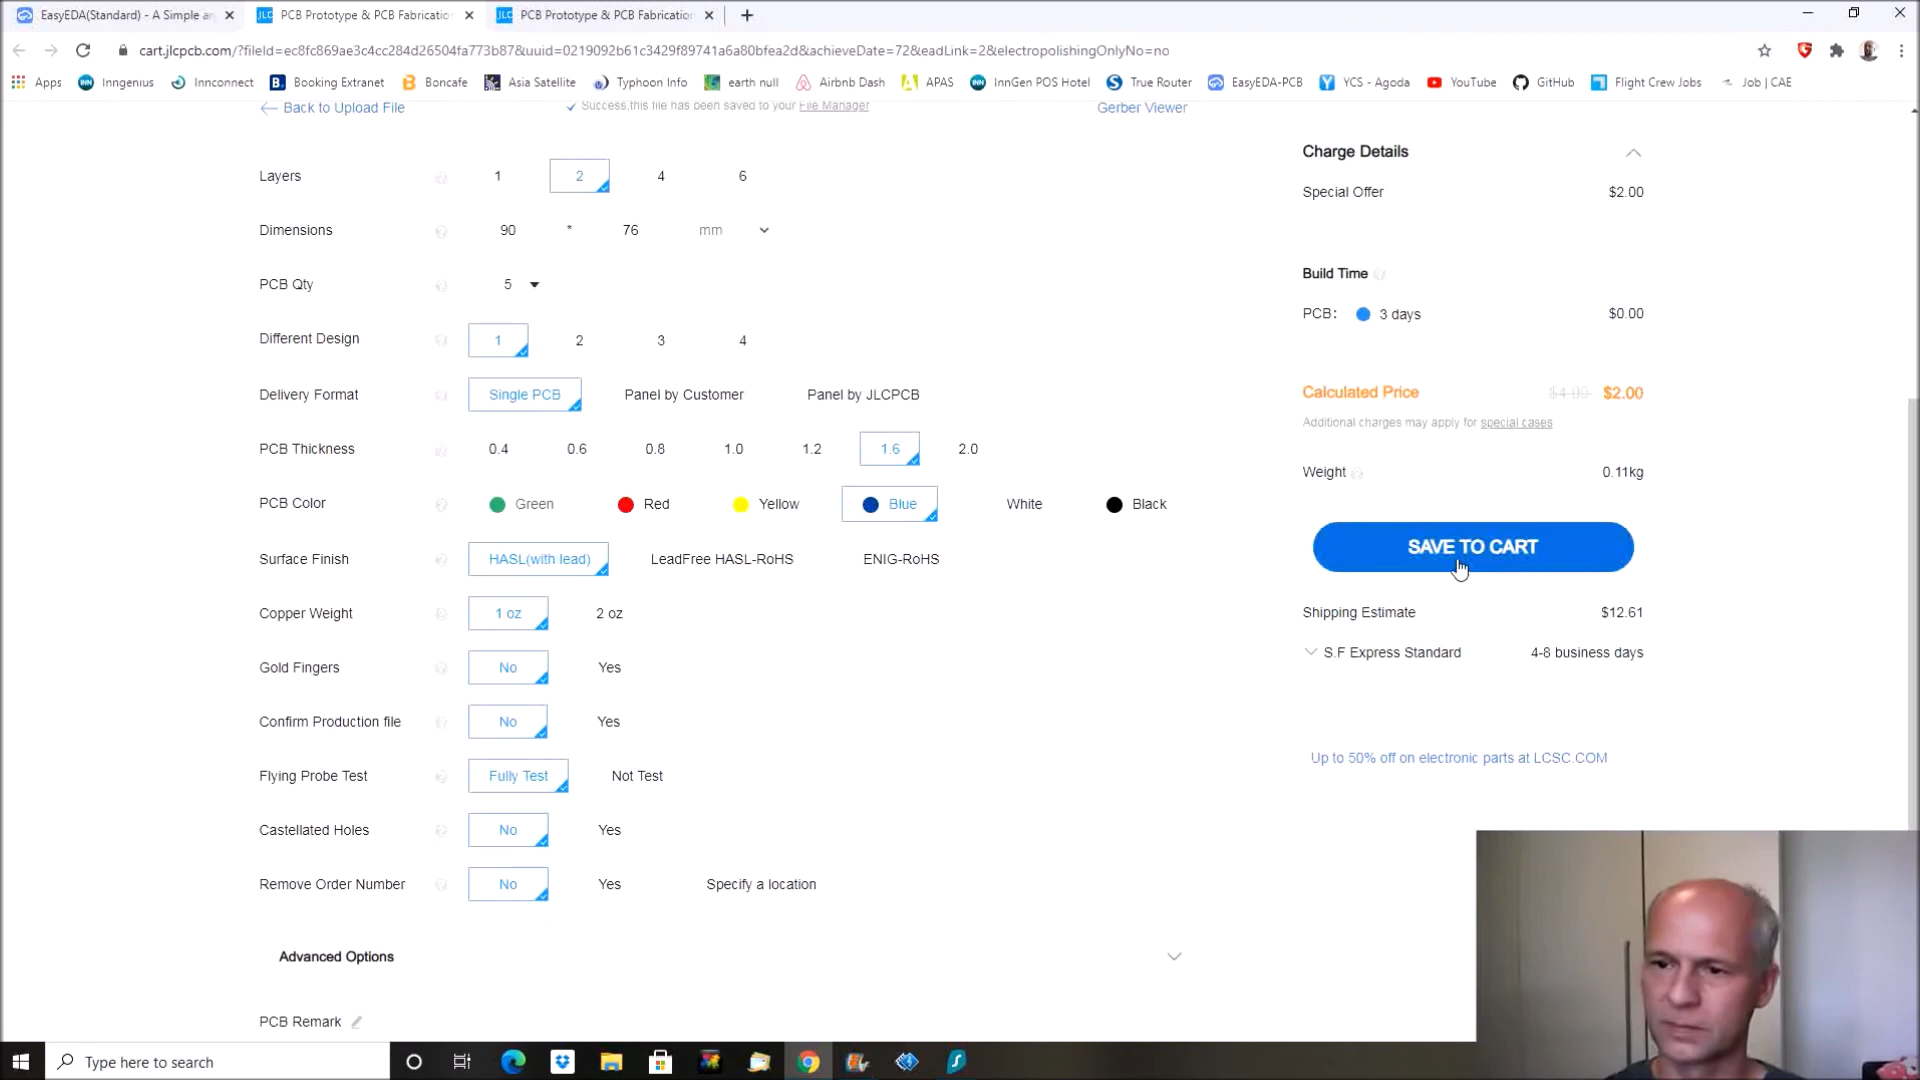 EasyEDA(Standard) - A Simple an
PCB Prototype & PCB Fabrication
PCB Prototype & PCB Fabrication
cart.jlcpcb.com/?fileId=ec8fc869ae3c4cc284d26504fa773b87&uuid=0219092b61c3429f89741a6a80bfea2d&achieveDate=72&eadLink=2&electropolishingOnlyNo=no
Apps
Inngenius
Innconnect
Booking Extranet
Boncafe
Asia Satellite
Typhoon Info
earth null
Airbnb Dash
APAS
InnGen POS Hotel
True Router
EasyEDA-PCB
YCS - Agoda
YouTube
GitHub
Flight Crew Jobs
Job | CAE
Back to Upload File
Success,this file has been saved to your File Manager
Gerber Viewer
Layers 1 2 4 6
Dimensions 90 * 76 mm
PCB Qty 5
Different Design 1 2 3 4
Delivery Format Single PCB Panel by Customer Panel by JLCPCB
PCB Thickness 0.4 0.6 0.8 1.0 1.2 1.6 2.0
PCB Color Green Red Yellow Blue White Black
Surface Finish HASL(with lead) LeadFree HASL-RoHS ENIG-RoHS
Copper Weight 1 oz 2 oz
Gold Fingers No Yes
Confirm Production file No Yes
Flying Probe Test Fully Test Not Test
Castellated Holes No Yes
Remove Order Number No Yes Specify a location
Advanced Options
PCB Remark
Charge Details
Special Offer $2.00
Build Time
PCB: 3 days $0.00
Calculated Price $4.00 $2.00
Additional charges may apply for special cases
Weight 0.11kg
SAVE TO CART
Shipping Estimate $12.61
S.F Express Standard 4-8 business days
Up to 50% off on electronic parts at LCSC.COM
Type here to search